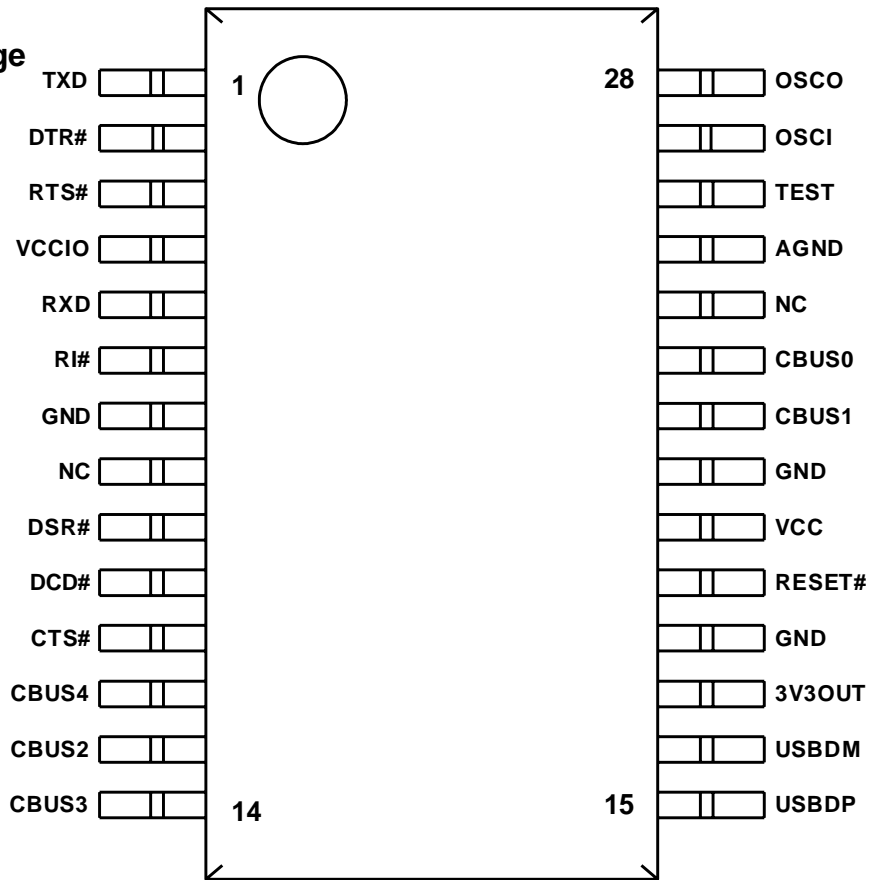 TXD 1 28 OSCO
DTR# OSCI
RTS# TEST
VCCIO AGND
RXD NC
RI# CBUS0
GND CBUS1
NC GND
DSR# VCC
DCD# RESET#
CTS# GND
CBUS4 3V3OUT
CBUS2 USBDM
CBUS3 14 15 USBDP